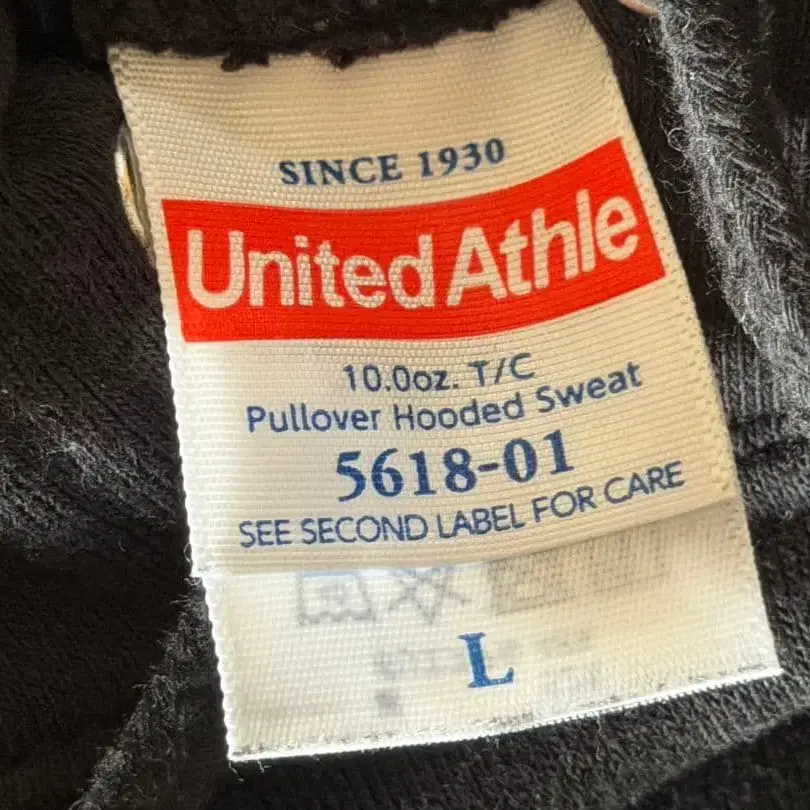 SINCE 1930
United Athle
10.0oz. T/C
Pullover Hooded Sweat
5618-01
SEE SECOND LABEL FOR CARE
L